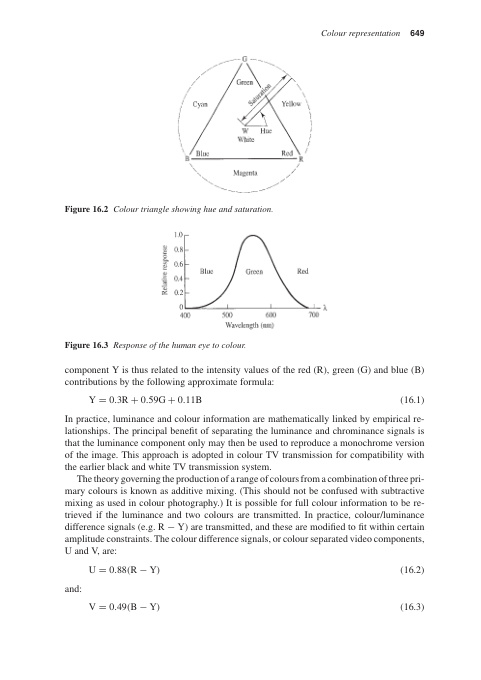 Colour representation 649
G
Green
Cyan
Saturation
Yellow
W
Hue
White
Blue
Red
B
R
Magenta
Figure 16.2 Colour triangle showing hue and saturation.
1.0
0.8
0.6
0.4
0.2
0
Relative response
Blue
Green
Red
400
500
600
700
λ
Wavelength (nm)
Figure 16.3 Response of the human eye to colour.
component Y is thus related to the intensity values of the red (R), green (G) and blue (B)
contributions by the following approximate formula:
Y = 0.3R + 0.59G + 0.11B (16.1)
In practice, luminance and colour information are mathematically linked by empirical re-
lationships. The principal benefit of separating the luminance and chrominance signals is
that the luminance component only may then be used to reproduce a monochrome version
of the image. This approach is adopted in colour TV transmission for compatibility with
the earlier black and white TV transmission system.
The theory governing the production of a range of colours from a combination of three pri-
mary colours is known as additive mixing. (This should not be confused with subtractive
mixing as used in colour photography.) It is possible for full colour information to be re-
trieved if the luminance and two colours are transmitted. In practice, colour/luminance
difference signals (e.g. R − Y) are transmitted, and these are modified to fit within certain
amplitude constraints. The colour difference signals, or colour separated video components,
U and V, are:
U = 0.88(R − Y) (16.2)
and:
V = 0.49(B − Y) (16.3)